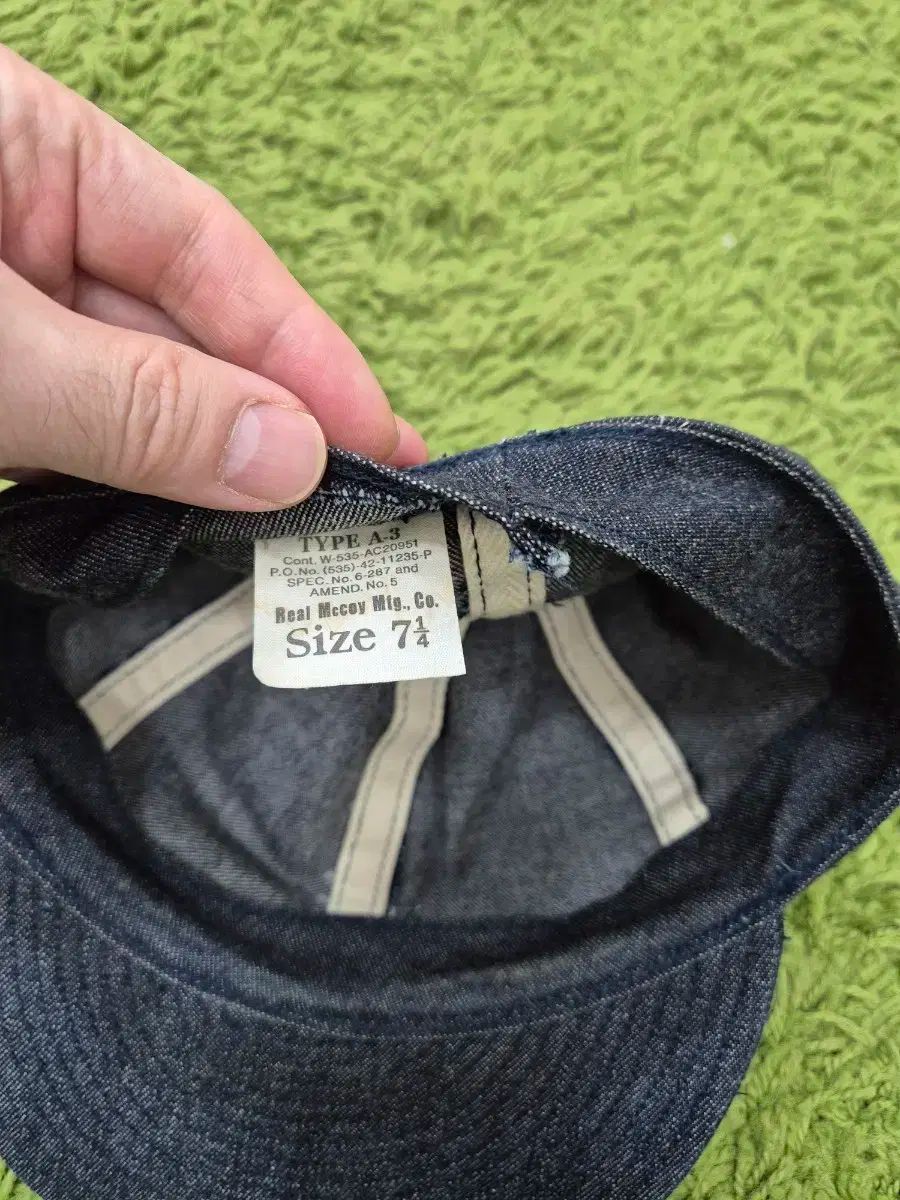 TYPE A-3
Cont. W-535-AC20951
P.O. No. (535)-42-11235-P
SPEC. No. 6-287 and
AMEND. No. 5
Real McCoy Mfg., Co.
Size 7¼